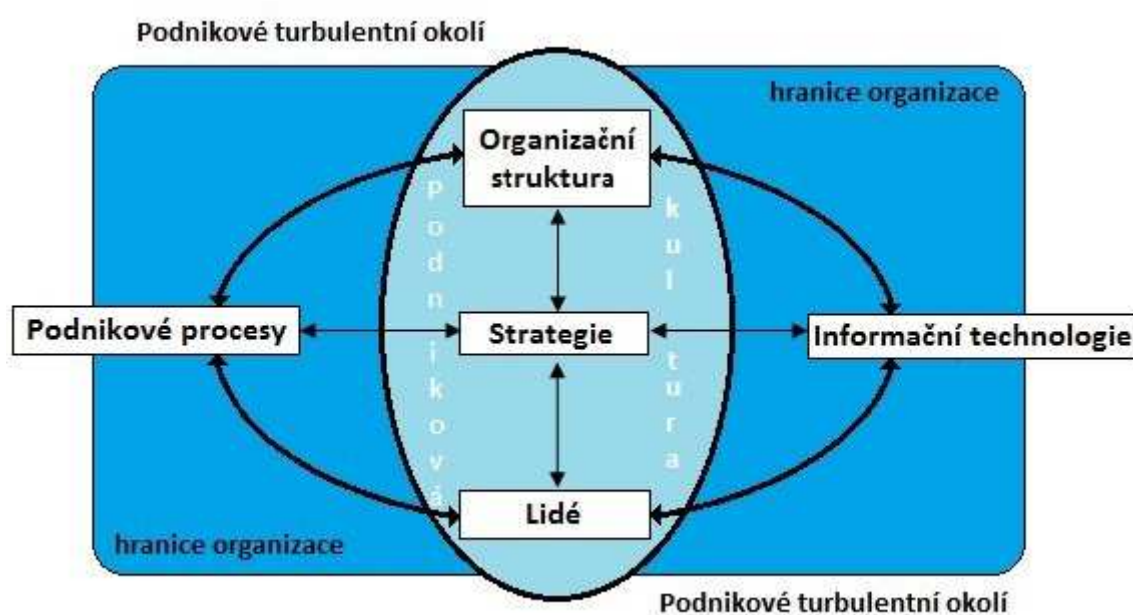 Podnikové turbulentní okolí
hranice organizace
Organizační
struktura
Podniková
kultura
Podnikové procesy
Strategie
Informační technologie
Lidé
hranice organizace
Podnikové turbulentní okolí